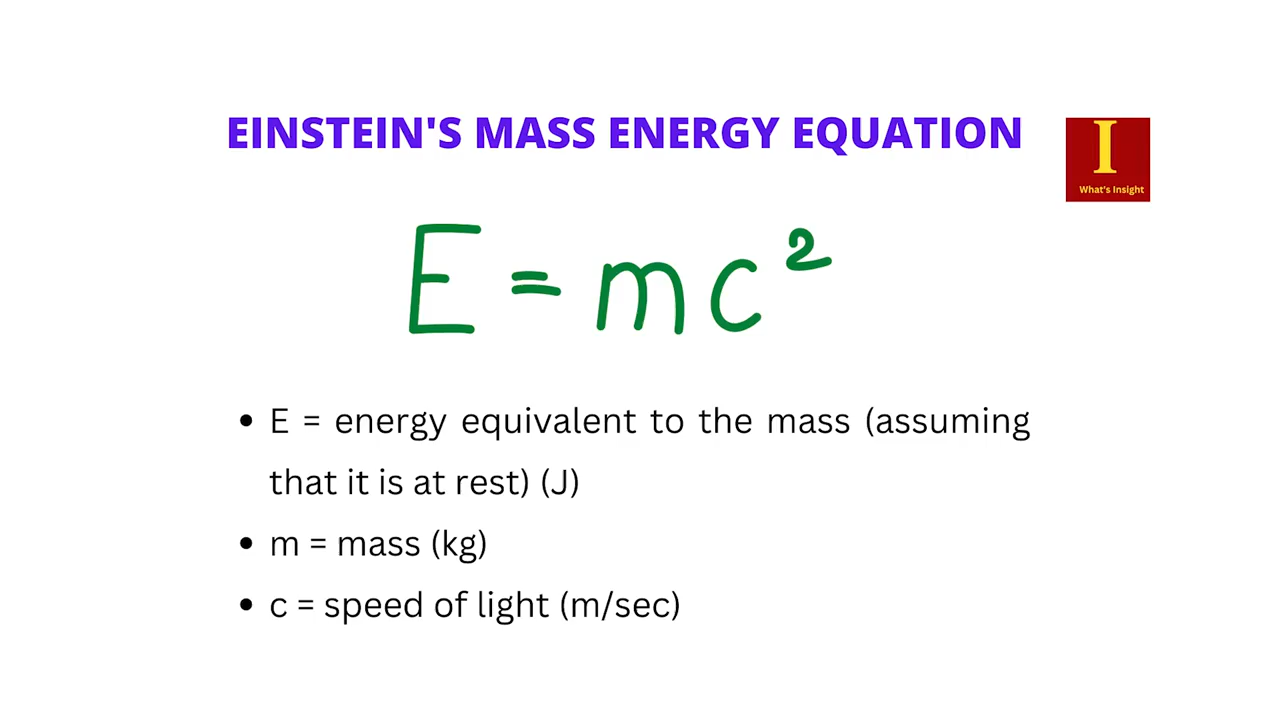 EINSTEIN'S MASS ENERGY EQUATION
I
What's Insight
E = mc²
• E = energy equivalent to the mass (assuming
that it is at rest) (J)
• m = mass (kg)
• c = speed of light (m/sec)